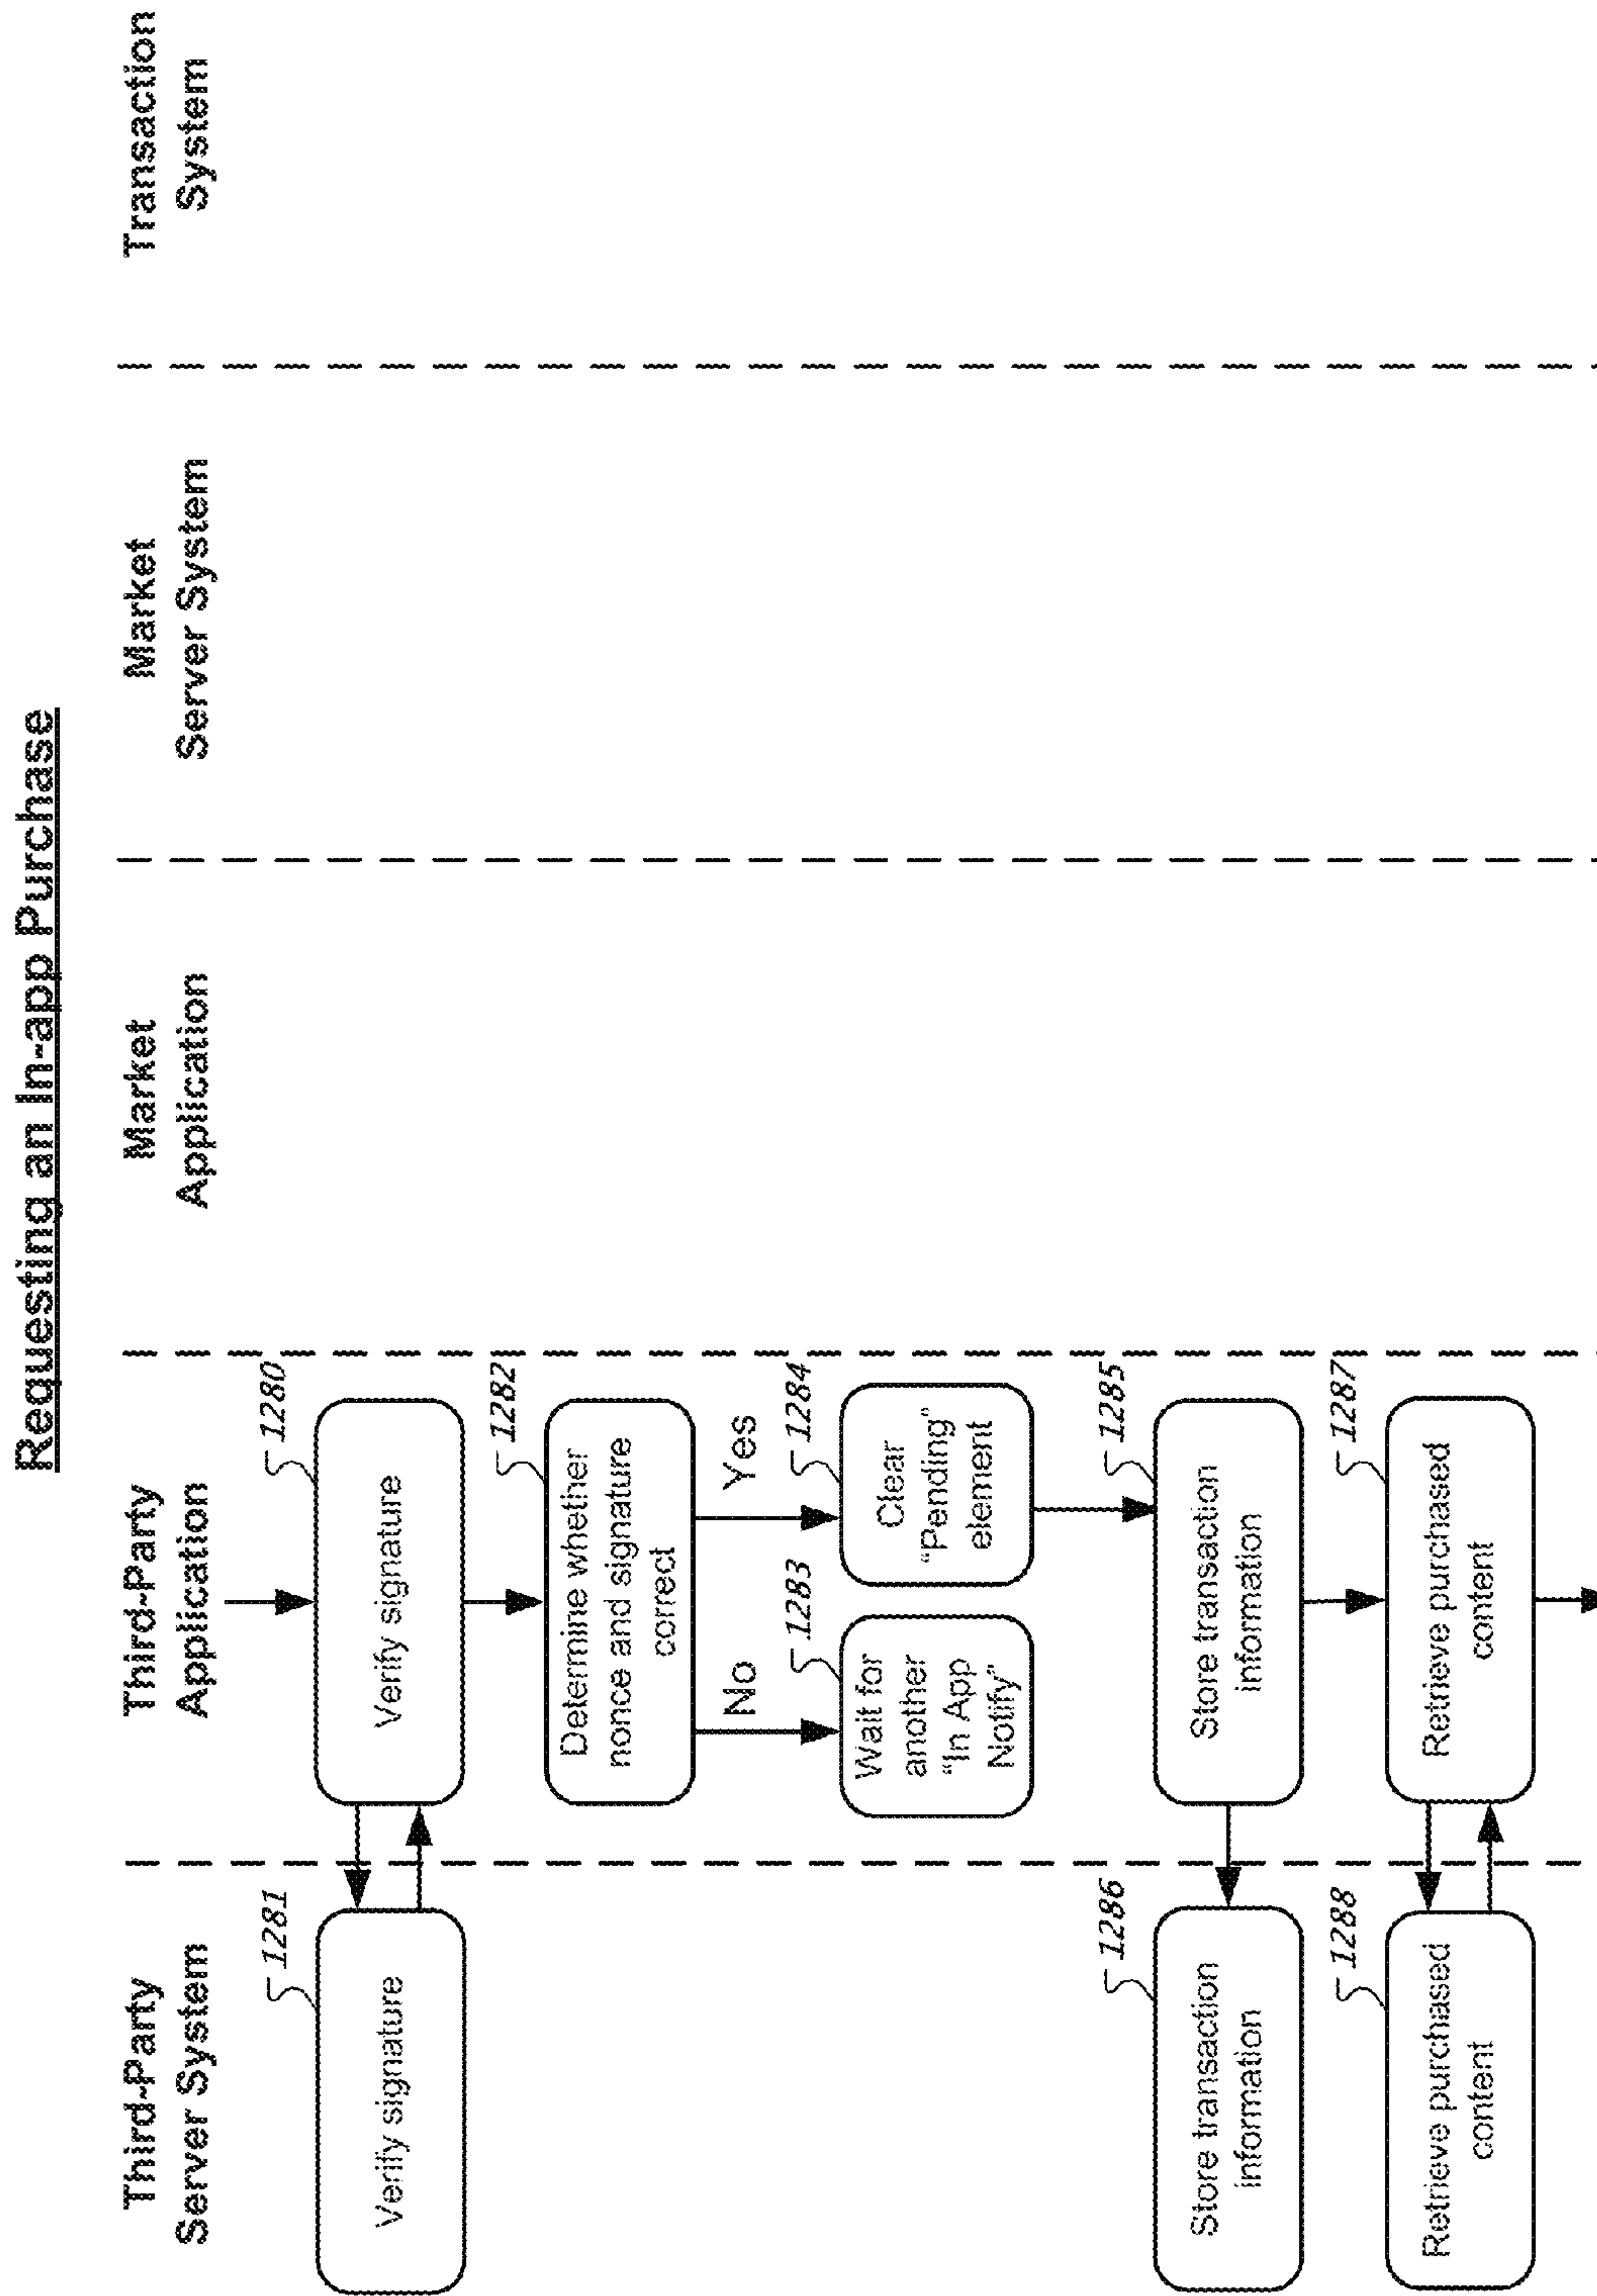 Requesting an In-app Purchase
Third-Party
Server System
Third-Party
Application
Market
Application
Market
Server System
Transaction
System
1281
Verify signature
1280
Verify signature
1282
Determine whether
nonce and signature
correct
No
Yes
1283
Wait for
another
"In App
Notify"
1284
Clear
"Pending"
element
1286
Store transaction
information
1285
Store transaction
information
1288
Retrieve purchased
content
1287
Retrieve purchased
content